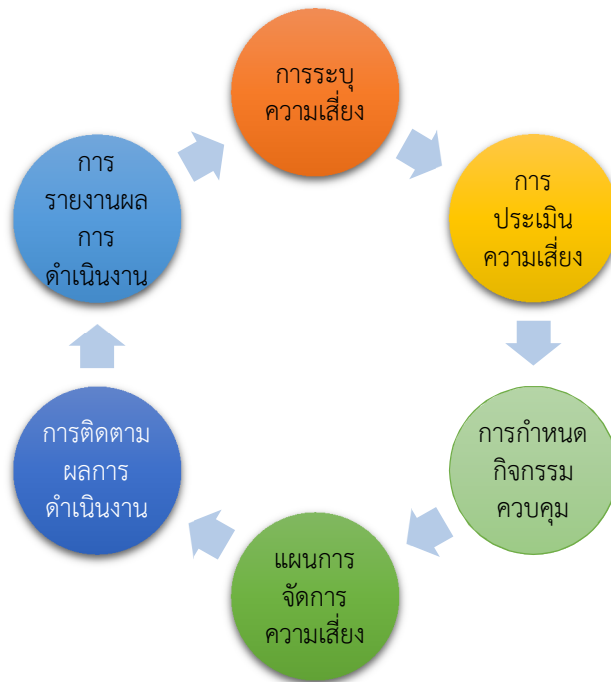 การระบุ
ความเสี่ยง
การ
ประเมิน
ความเสี่ยง
การกำหนด
กิจกรรม
ควบคุม
แผนการ
จัดการ
ความเสี่ยง
การติดตาม
ผลการ
ดำเนินงาน
การ
รายงานผล
การ
ดำเนินงาน